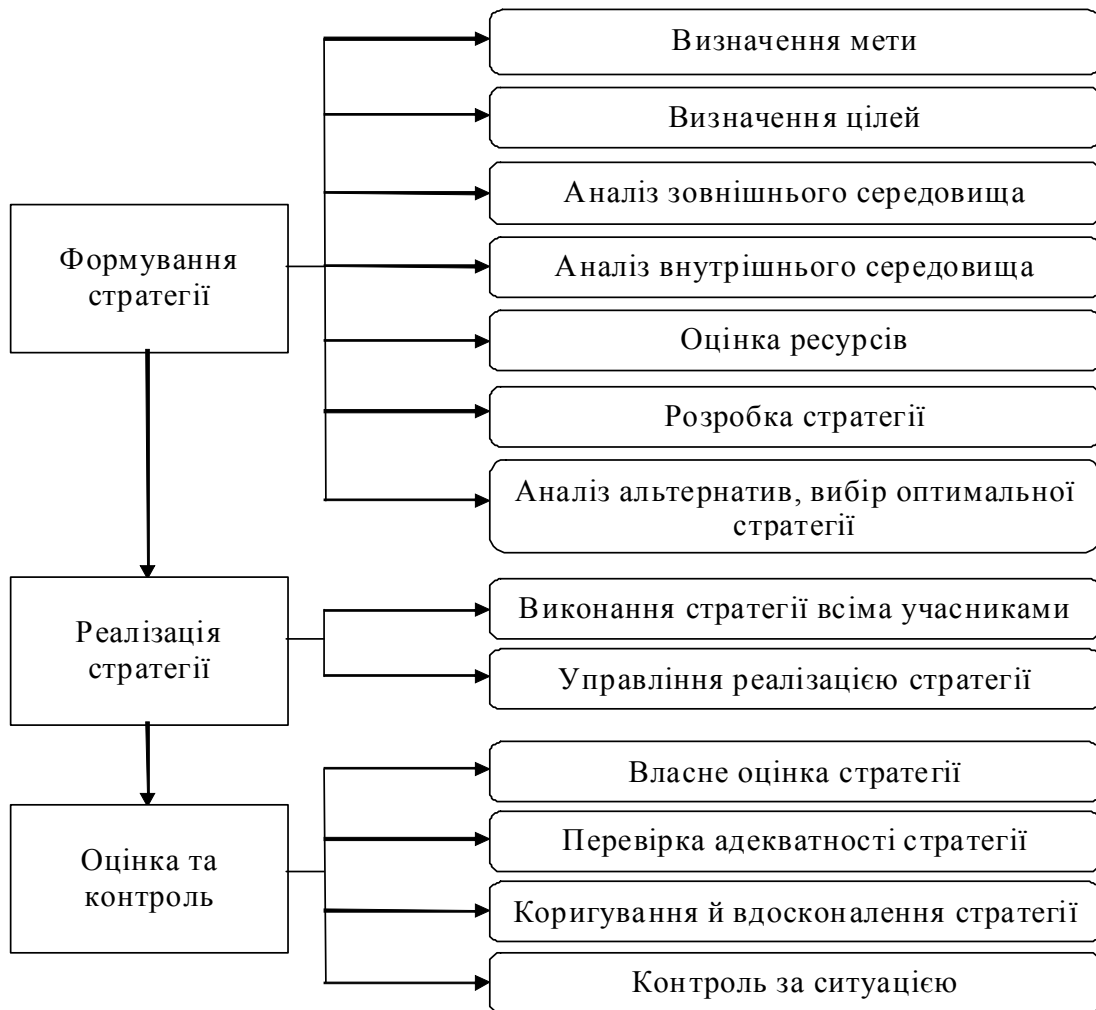 Формування
стратегії
Визначення мети
Визначення цілей
Аналіз зовнішнього середовища
Аналіз внутрішнього середовища
Оцінка ресурсів
Розробка стратегії
Аналіз альтернатив, вибір оптимальної
стратегії
Реалізація
стратегії
Виконання стратегії всіма учасниками
Управління реалізацією стратегії
Оцінка та
контроль
Власне оцінка стратегії
Перевірка адекватності стратегії
Коригування й вдосконалення стратегії
Контроль за ситуацією